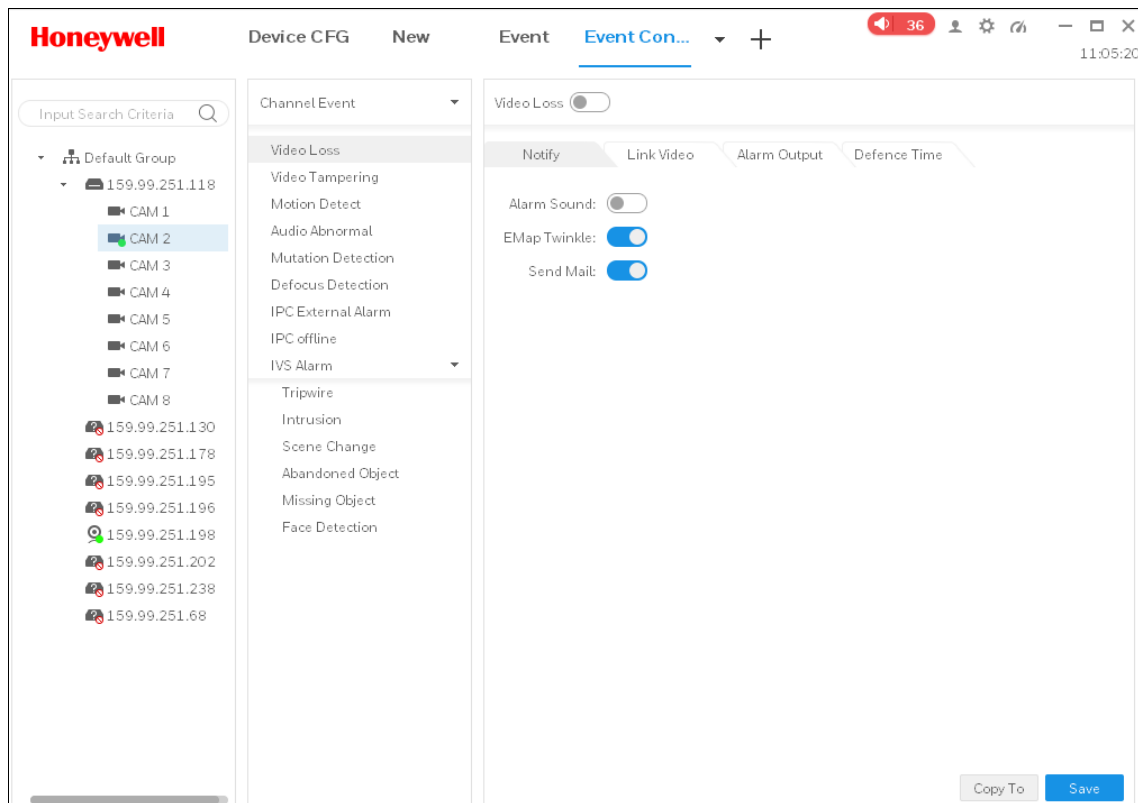 Honeywell
Device CFG New Event Event Con...
36
11:05:20
Input Search Criteria
Default Group
159.99.251.118
CAM 1
CAM 2
CAM 3
CAM 4
CAM 5
CAM 6
CAM 7
CAM 8
159.99.251.130
159.99.251.178
159.99.251.195
159.99.251.196
159.99.251.198
159.99.251.202
159.99.251.238
159.99.251.68
Channel Event
Video Loss
Video Tampering
Motion Detect
Audio Abnormal
Mutation Detection
Defocus Detection
IPC External Alarm
IPC offline
IVS Alarm
Tripwire
Intrusion
Scene Change
Abandoned Object
Missing Object
Face Detection
Video Loss
Notify Link Video Alarm Output Defence Time
Alarm Sound:
EMap Twinkle:
Send Mail:
Copy To Save